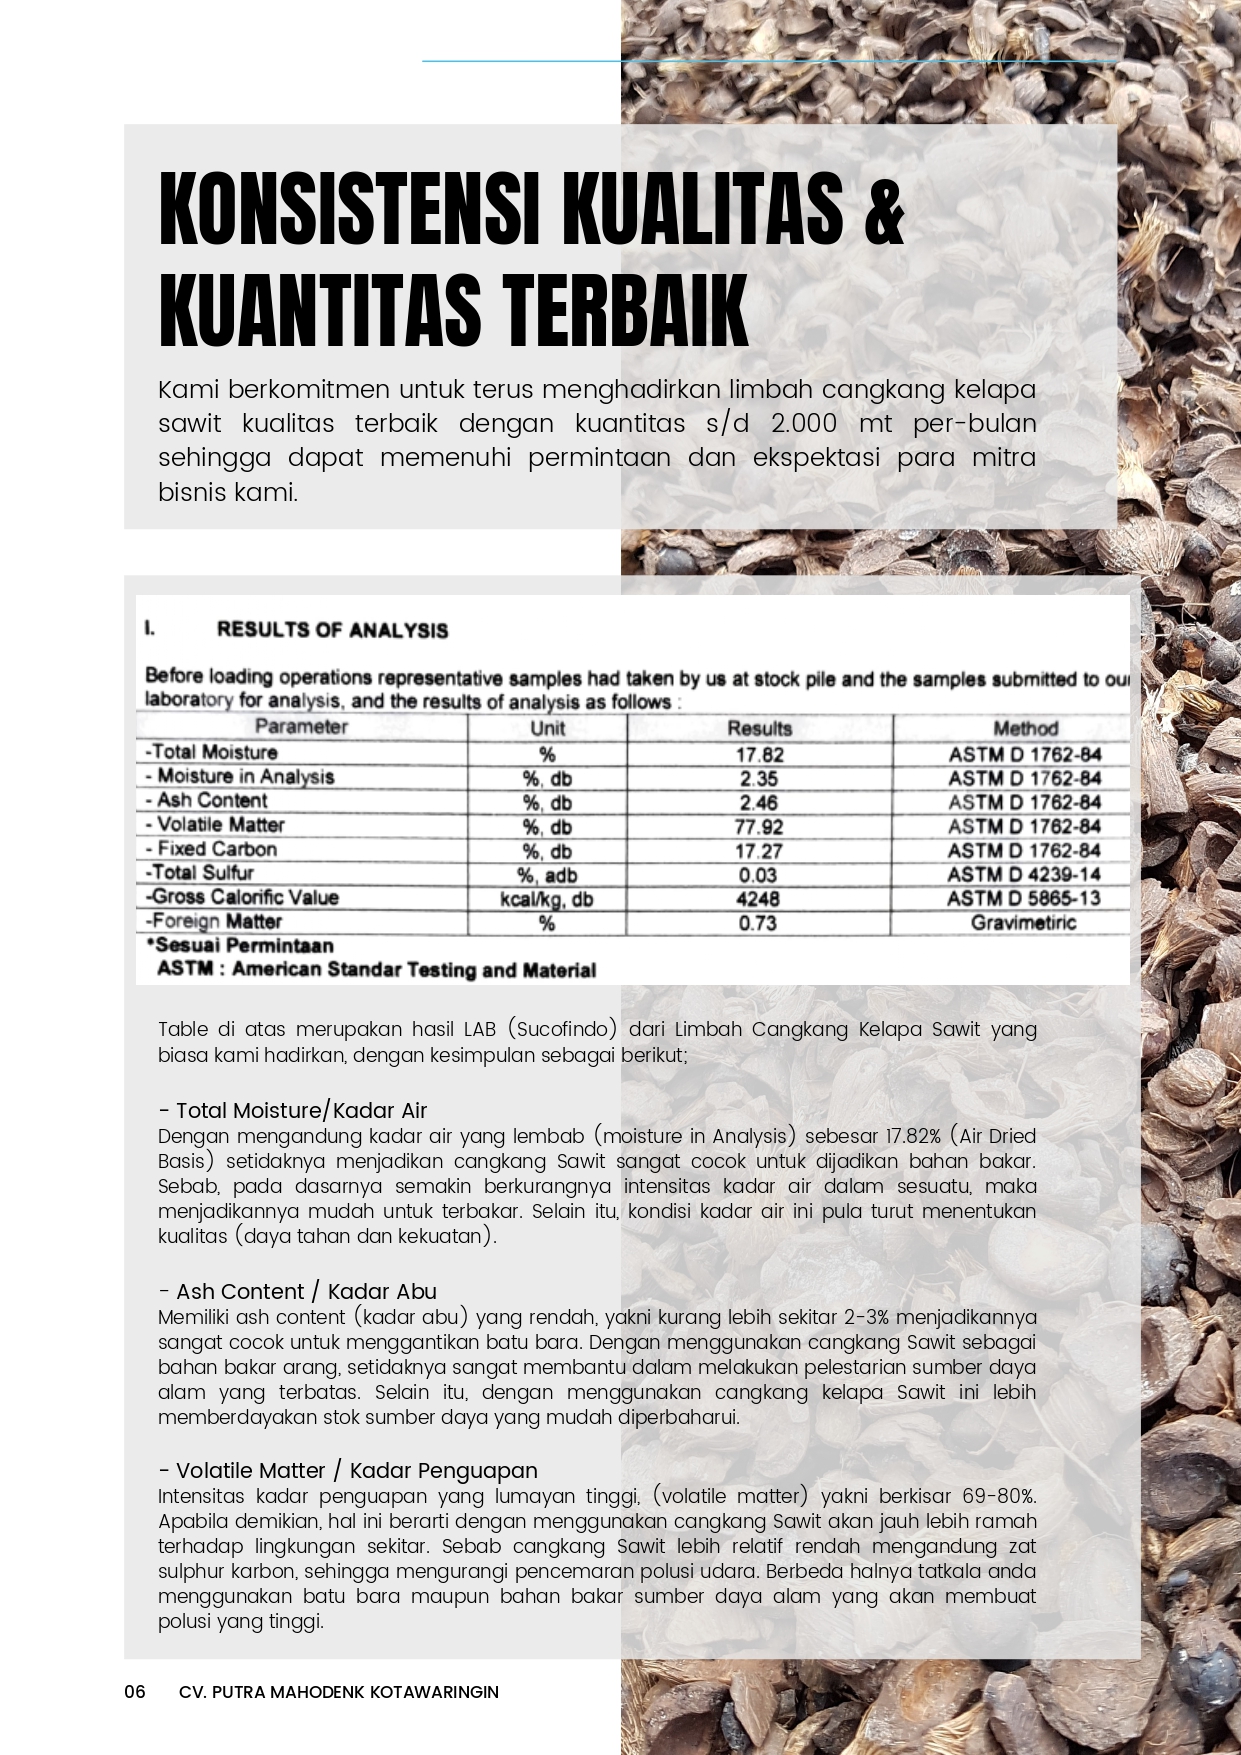 KONSISTENSI KUALITAS &
KUANTITAS TERBAIK
Kami berkomitmen untuk terus menghadirkan limbah cangkang kelapa
sawit kualitas terbaik dengan kuantitas s/d 2.000 mt per-bulan
sehingga dapat memenuhi permintaan dan ekspektasi para mitra
bisnis kami.
I. RESULTS OF ANALYSIS
Before loading operations representative samples had taken by us at stock pile and the samples submitted to our
laboratory for analysis, and the results of analysis as follows :
Parameter Unit Results Method
-Total Moisture % 17.82 ASTM D 1762-84
- Moisture in Analysis %, db 2.35 ASTM D 1762-84
- Ash Content %, db 2.46 ASTM D 1762-84
- Volatile Matter %, db 77.92 ASTM D 1762-84
- Fixed Carbon %, db 17.27 ASTM D 1762-84
-Total Sulfur %, adb 0.03 ASTM D 4239-14
-Gross Calorific Value kcal/kg, db 4248 ASTM D 5865-13
-Foreign Matter % 0.73 Gravimetiric
*Sesuai Permintaan
ASTM : American Standar Testing and Material
Table di atas merupakan hasil LAB (Sucofindo) dari Limbah Cangkang Kelapa Sawit yang
biasa kami hadirkan, dengan kesimpulan sebagai berikut;
- Total Moisture/Kadar Air
Dengan mengandung kadar air yang lembab (moisture in Analysis) sebesar 17.82% (Air Dried
Basis) setidaknya menjadikan cangkang Sawit sangat cocok untuk dijadikan bahan bakar.
Sebab, pada dasarnya semakin berkurangnya intensitas kadar air dalam sesuatu, maka
menjadikannya mudah untuk terbakar. Selain itu, kondisi kadar air ini pula turut menentukan
kualitas (daya tahan dan kekuatan).
- Ash Content / Kadar Abu
Memiliki ash content (kadar abu) yang rendah, yakni kurang lebih sekitar 2-3% menjadikannya
sangat cocok untuk menggantikan batu bara. Dengan menggunakan cangkang Sawit sebagai
bahan bakar arang, setidaknya sangat membantu dalam melakukan pelestarian sumber daya
alam yang terbatas. Selain itu, dengan menggunakan cangkang kelapa Sawit ini lebih
memberdayakan stok sumber daya yang mudah diperbaharui.
- Volatile Matter / Kadar Penguapan
Intensitas kadar penguapan yang lumayan tinggi, (volatile matter) yakni berkisar 69-80%.
Apabila demikian, hal ini berarti dengan menggunakan cangkang Sawit akan jauh lebih ramah
terhadap lingkungan sekitar. Sebab cangkang Sawit lebih relatif rendah mengandung zat
sulphur karbon, sehingga mengurangi pencemaran polusi udara. Berbeda halnya tatkala anda
menggunakan batu bara maupun bahan bakar sumber daya alam yang akan membuat
polusi yang tinggi.
06 CV. PUTRA MAHODENK KOTAWARINGIN